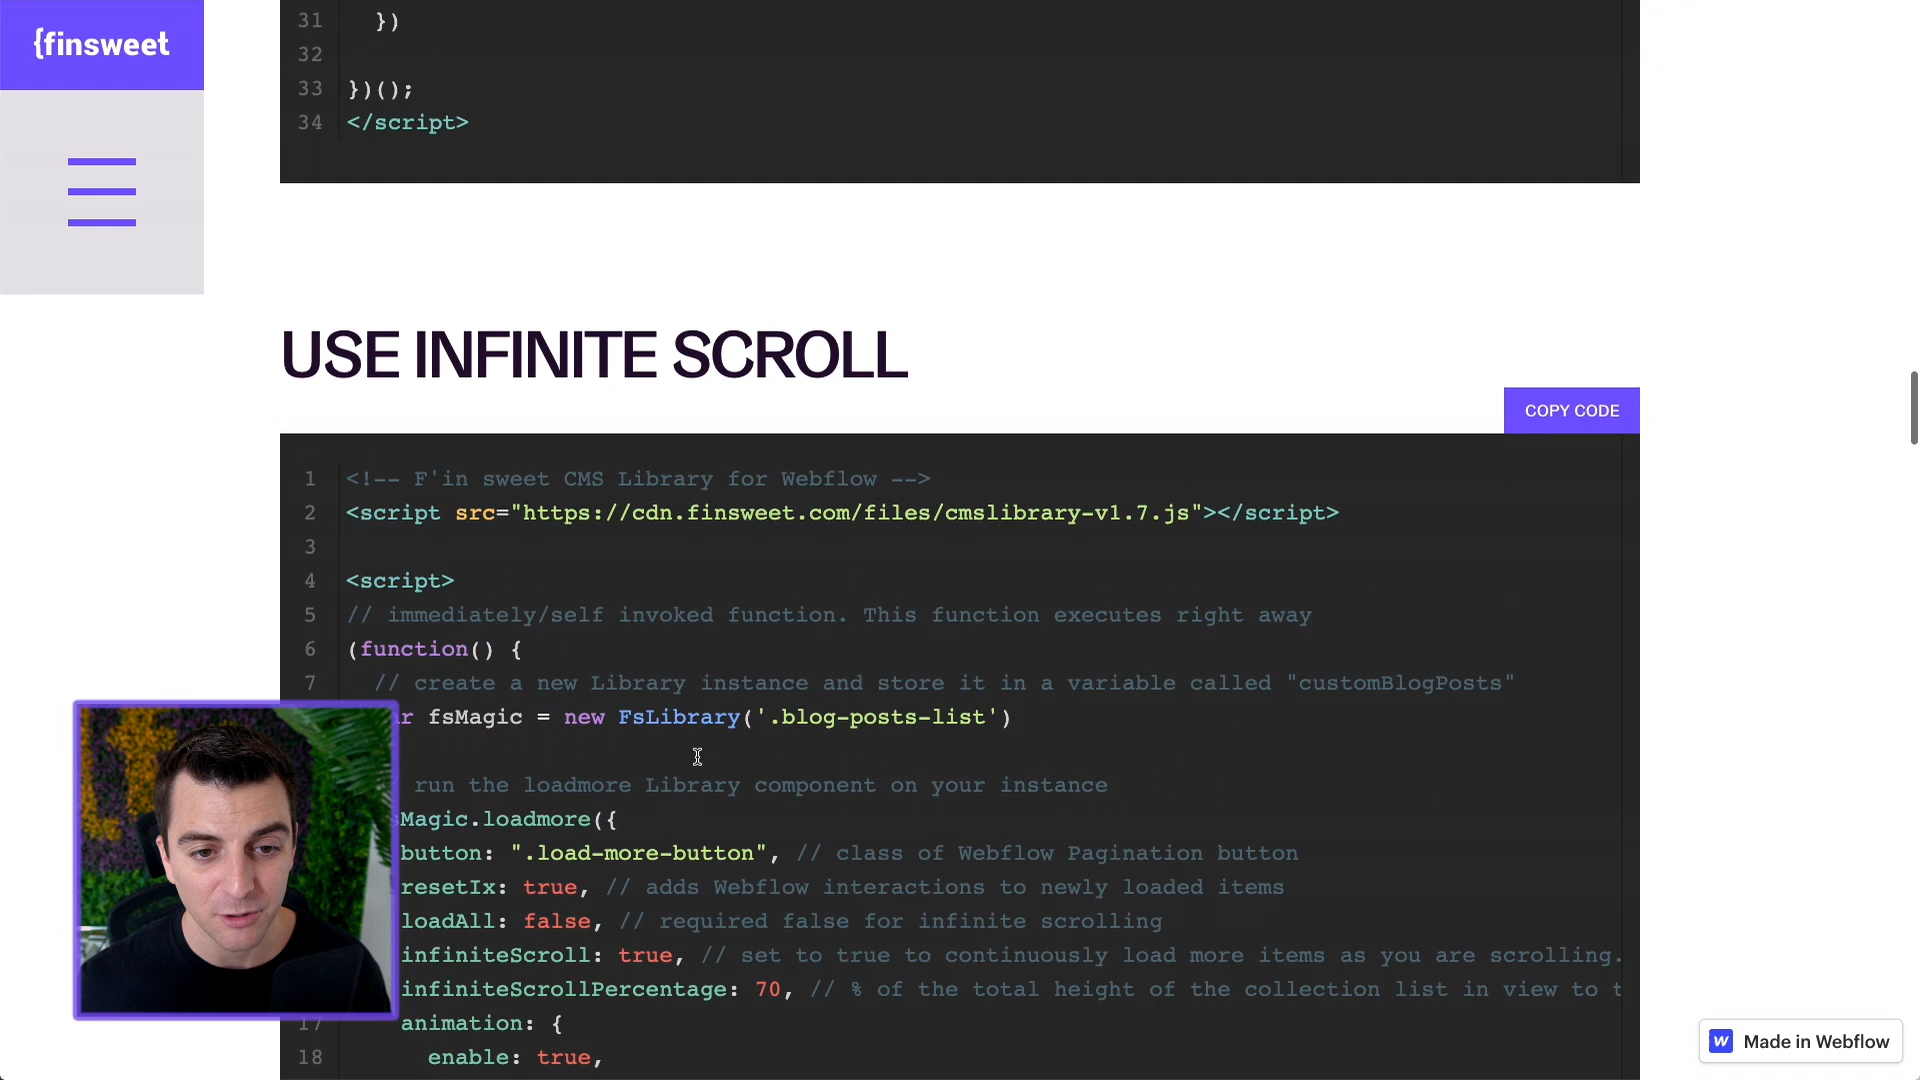 {finsweet
31 })
32
33 })();
34 </script>
USE INFINITE SCROLL
COPY CODE
1 <!-- F'in sweet CMS Library for Webflow -->
2 <script src="https://cdn.finsweet.com/files/cmslibrary-v1.7.js"></script>
3
4 <script>
5 // immediately/self invoked function. This function executes right away
6 (function() {
7 // create a new Library instance and store it in a variable called "customBlogPosts"
r fsMagic = new FsLibrary('.blog-posts-list')
run the loadmore Library component on your instance
Magic.loadmore({
button: ".load-more-button", // class of Webflow Pagination button
resetIx: true, // adds Webflow interactions to newly loaded items
loadAll: false, // required false for infinite scrolling
infiniteScroll: true, // set to true to continuously load more items as you are scrolling.
infiniteScrollPercentage: 70, // % of the total height of the collection list in view to t
17 animation: {
18 enable: true,
Made in Webflow